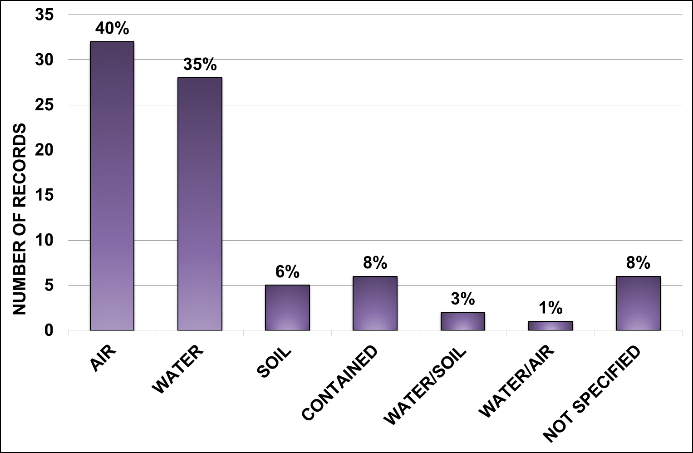 NUMBER OF RECORDS
35
30
25
20
15
10
5
0
40%
35%
6%
8%
3%
1%
8%
AIR
WATER
SOIL
CONTAINED
WATER/SOIL
WATER/AIR
NOT SPECIFIED